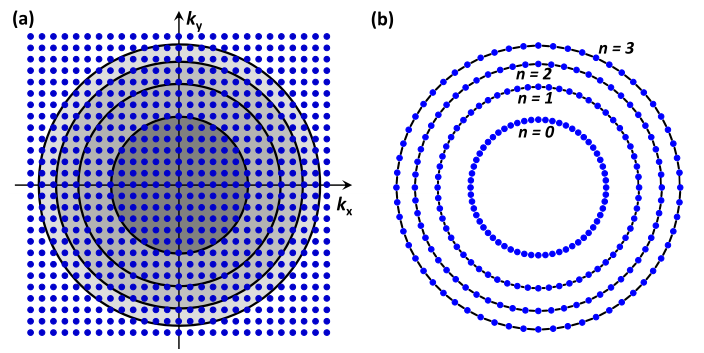 (a)
k_y
k_x
(b)
n = 3
n = 2
n = 1
n = 0